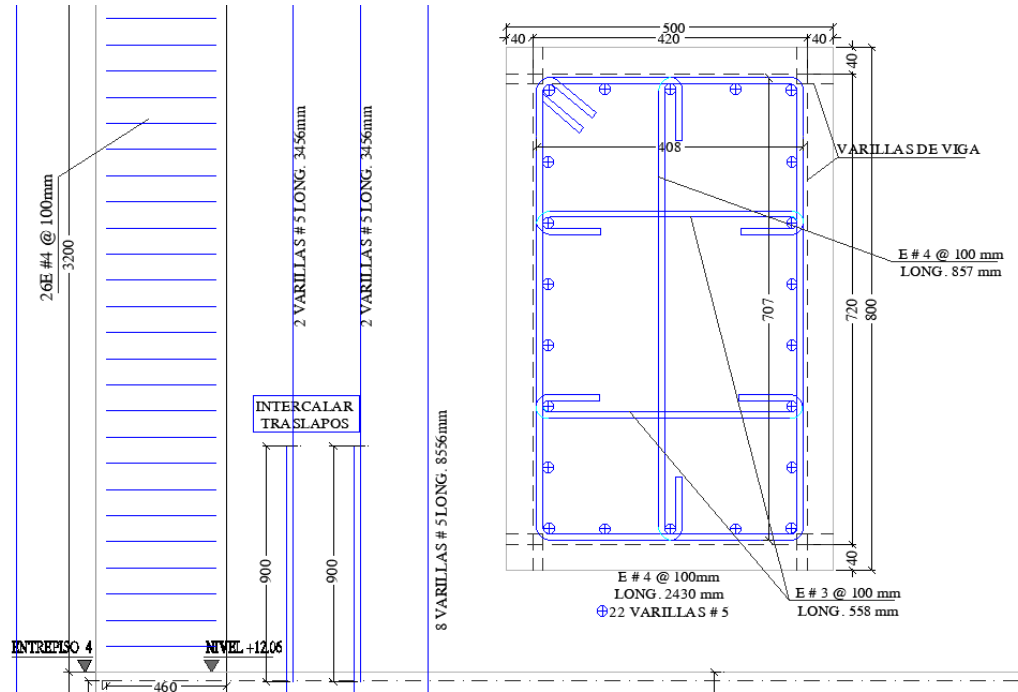 26E #4 @ 100mm
3200
2 VARILLAS # 5 LONG. 3456mm
2 VARILLAS # 5 LONG. 3456mm
INTERCALAR
TRASLAPOS
900
900
8 VARILLAS # 5 LONG. 8556mm
ENTREPISO 4
NIVEL +12.06
460
500
40
420
40
40
408
VARILLAS DE VIGA
E # 4 @ 100 mm
LONG. 857 mm
707
720
800
40
E # 4 @ 100mm
LONG. 2430 mm
22 VARILLAS # 5
E # 3 @ 100 mm
LONG. 558 mm